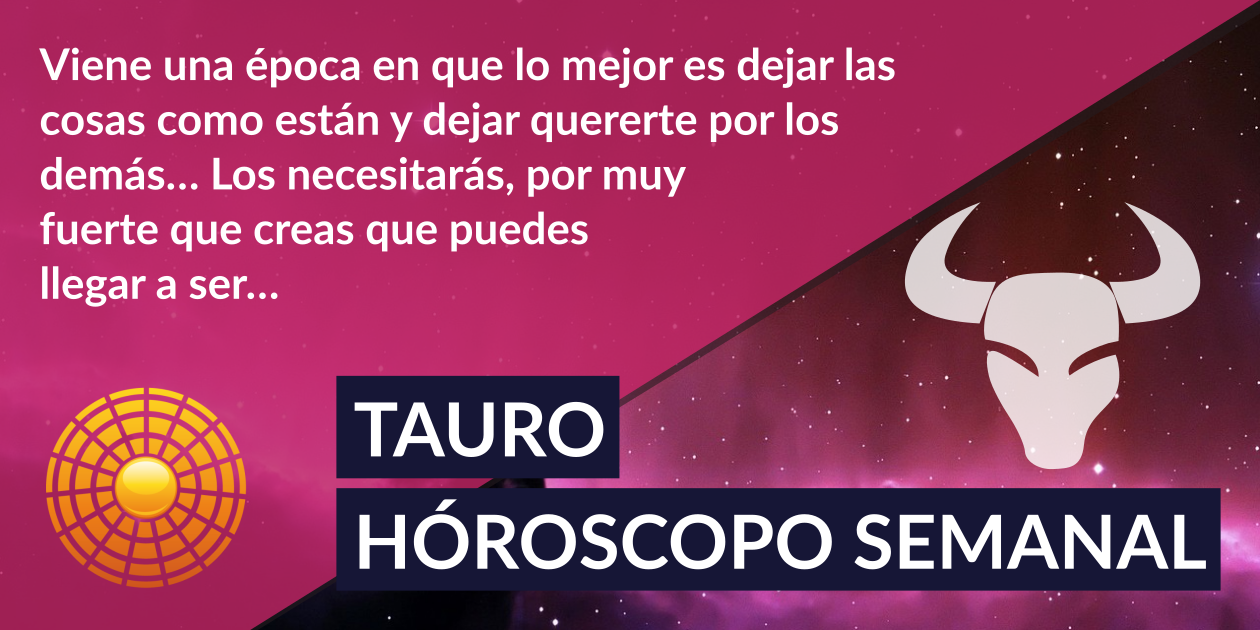 Viene una época en que lo mejor es dejar las
cosas como están y dejar quererte por los
demás... Los necesitarás, por muy
fuerte que creas que puedes
llegar a ser...
TAURO
HÓROSCOPO SEMANAL